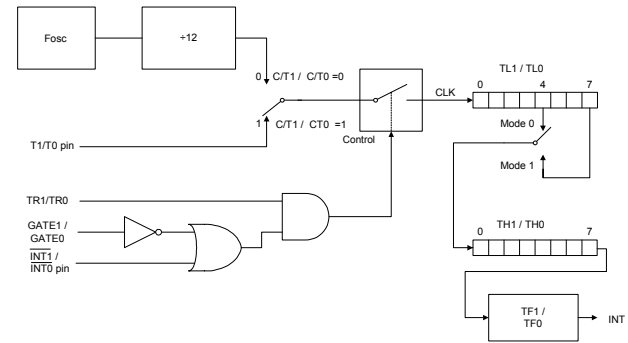 Fosc
÷12
0 C/T1 / C/T0 =0
1 C/T1 / CT0 =1
T1/T0 pin
Control
CLK
TL1 / TL0
0 4 7
Mode 0
Mode 1
TR1/TR0
GATE1 /
GATE0
INT1 /
INT0 pin
TH1 / TH0
0 7
TF1 /
TF0
INT